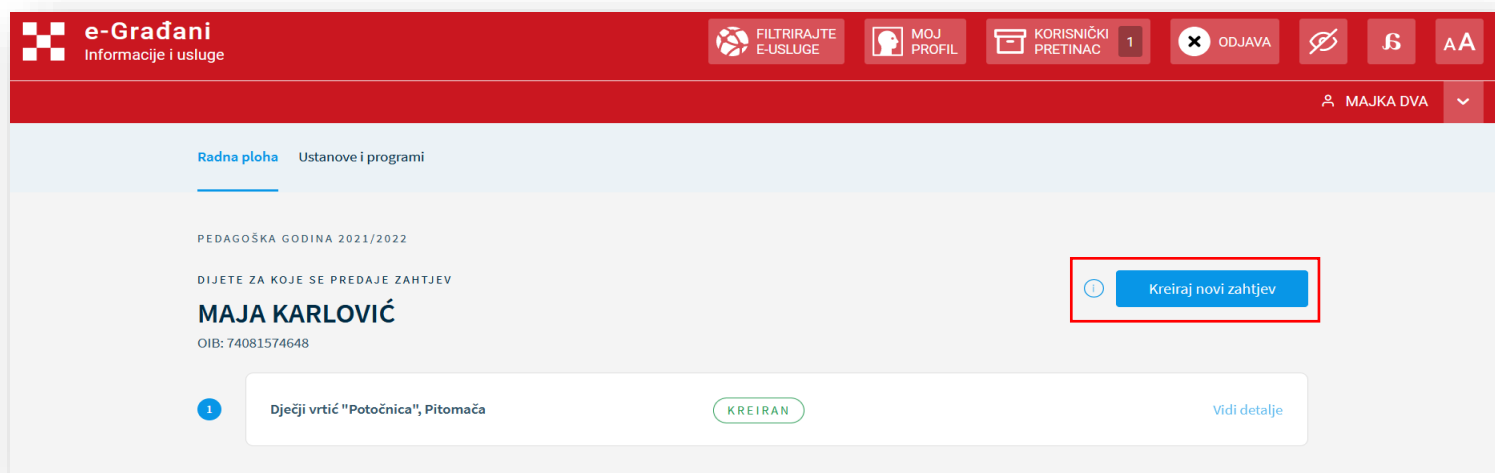 e-Građani
Informacije i usluge
FILTRIRAJTE
E-USLUGE
MOJ
PROFIL
KORISNIČKI
PRETINAC
1
ODJAVA
AA
MAJKA DVA
Radna ploha Ustanove i programi
PEDAGOŠKA GODINA 2021/2022
DIJETE ZA KOJE SE PREDAJE ZAHTJEV
MAJA KARLOVIĆ
OIB: 74081574648
i Kreiraj novi zahtjev
1 Dječji vrtić "Potočnica", Pitomača KREIRAN Vidi detalje